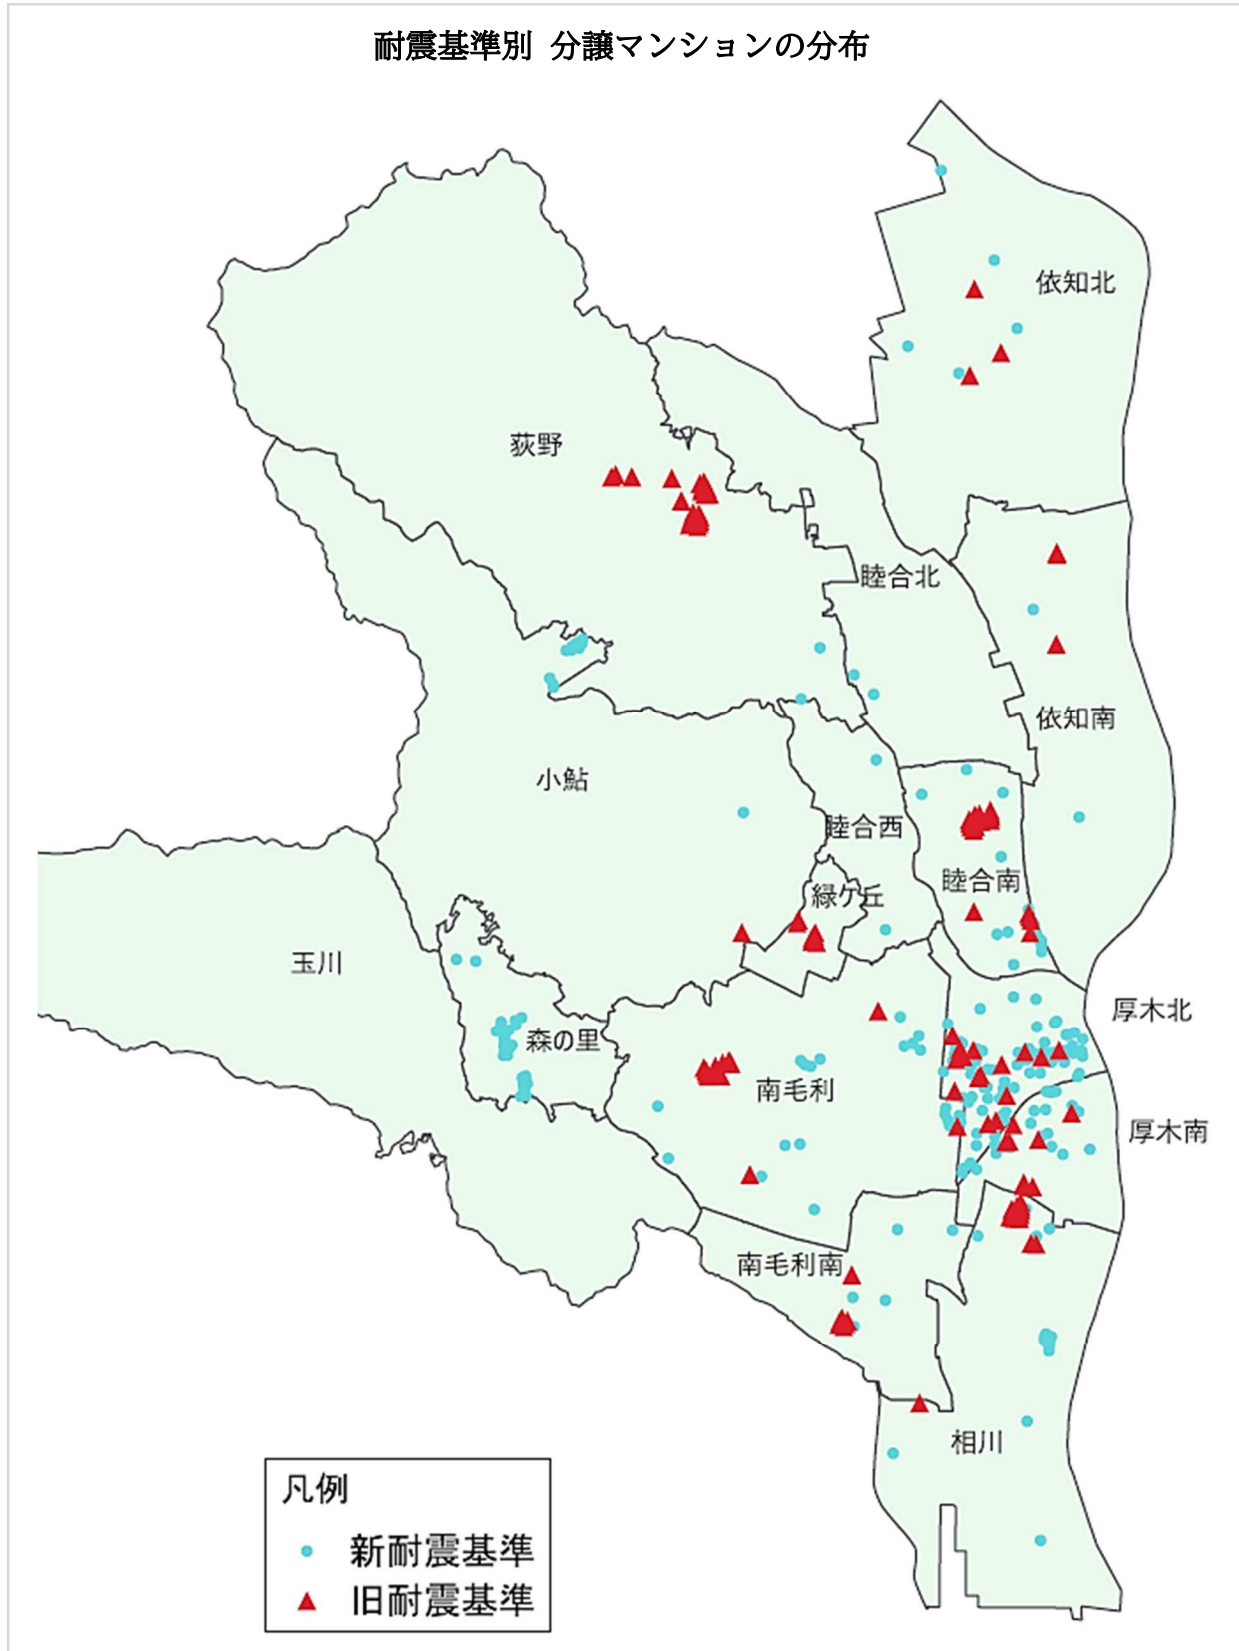 耐震基準別 分譲マンションの分布
依知北
荻野
睦合北
依知南
小鮎
睦合西
睦合南
緑ケ丘
玉川
厚木北
森の里
南毛利
厚木南
南毛利南
相川
凡例
新耐震基準
旧耐震基準